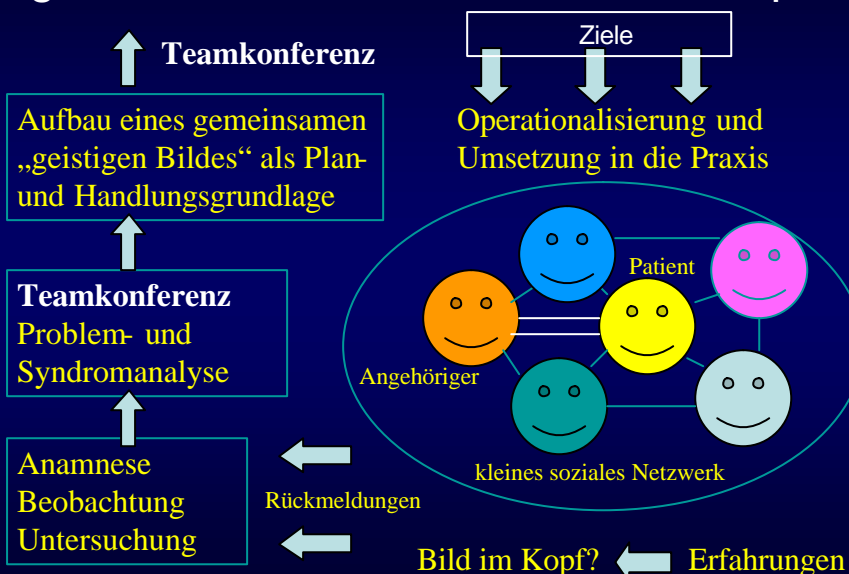 Teamkonferenz
Ziele
Aufbau eines gemeinsamen
„geistigen Bildes“ als Plan-
und Handlungsgrundlage
Operationalisierung und
Umsetzung in die Praxis
Teamkonferenz
Problem- und
Syndromanalyse
Patient
Angehöriger
kleines soziales Netzwerk
Anamnese
Beobachtung
Untersuchung
Rückmeldungen
Bild im Kopf?
Erfahrungen